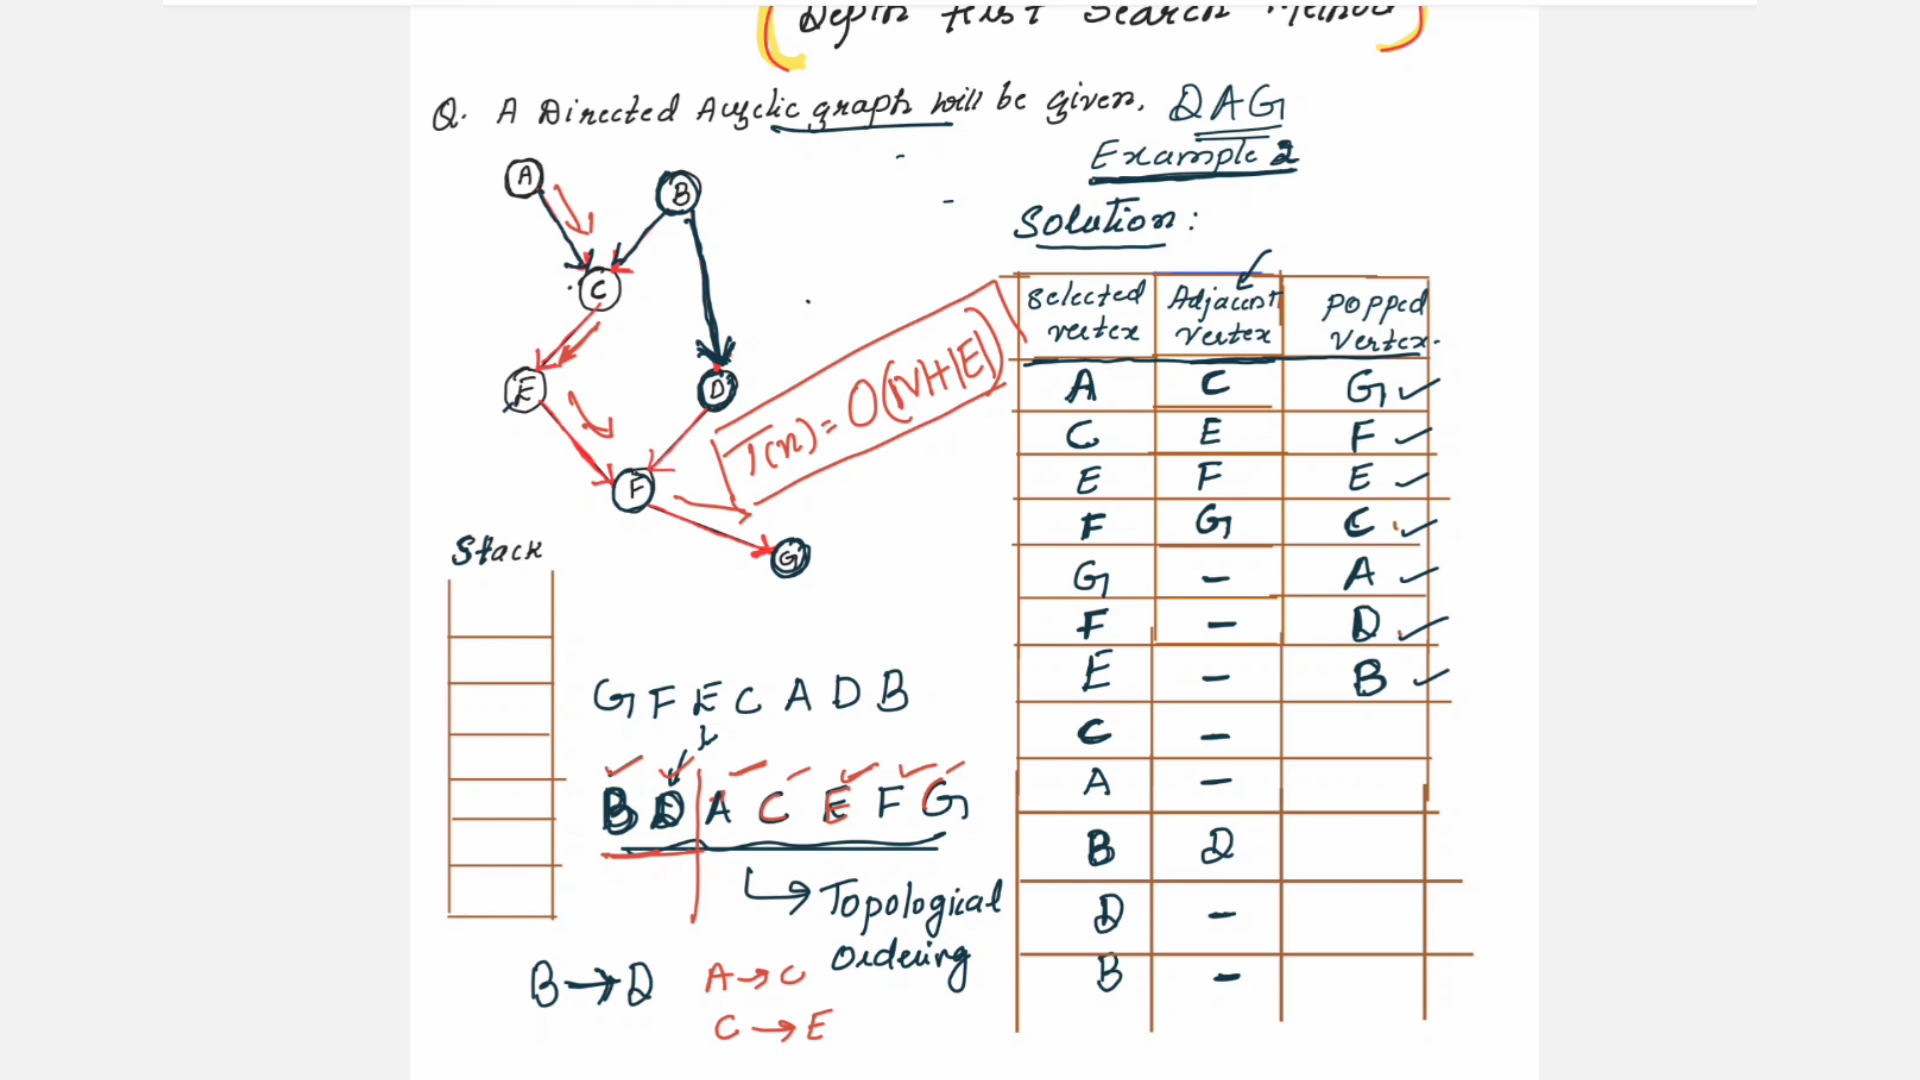 Depth First Search Method
Q. A Directed Acyclic graph will be given. DAG
Example 2
Solution:
A
B
C
E
D
F
G
T(n) = O(|V|+|E|)
Stack
Selected vertex Adjacent Vertex Popped Vertex.
A C G
C E F
E F E
F G C
G - A
F - D
E - B
C -
A -
B D
D -
B -
G F E C A D B
B D A C E F G
Topological
Ordering
B → D
A → C
C → E